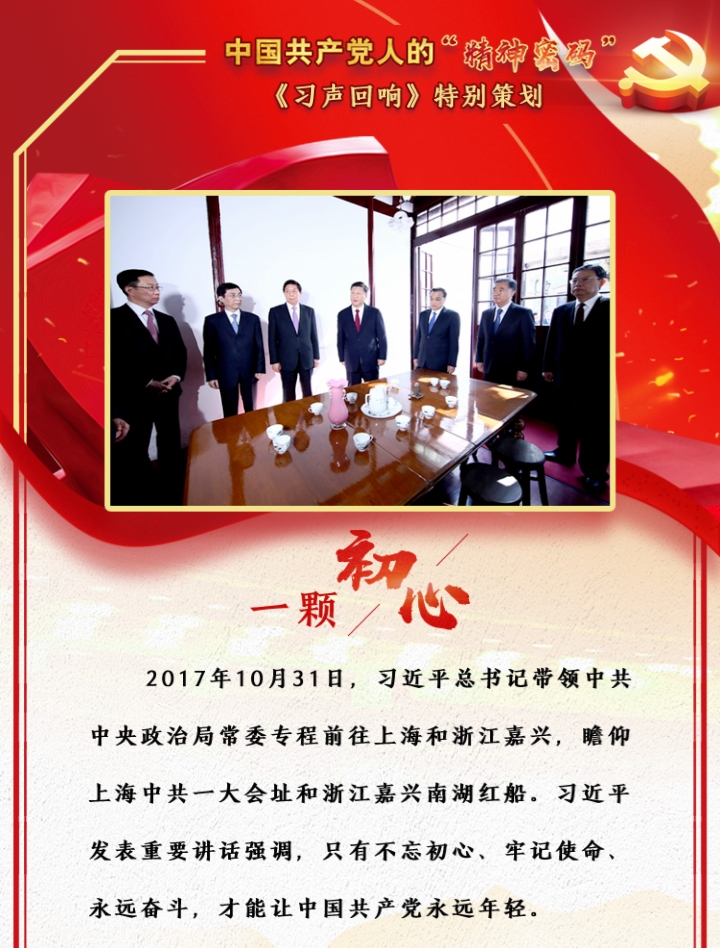 中国共产党人的“精神密码”
《习声回响》特别策划
一颗初心
2017年10月31日，习近平总书记带领中共
中央政治局常委专程前往上海和浙江嘉兴，瞻仰
上海中共一大会址和浙江嘉兴南湖红船。习近平
发表重要讲话强调，只有不忘初心、牢记使命、
永远奋斗，才能让中国共产党永远年轻。